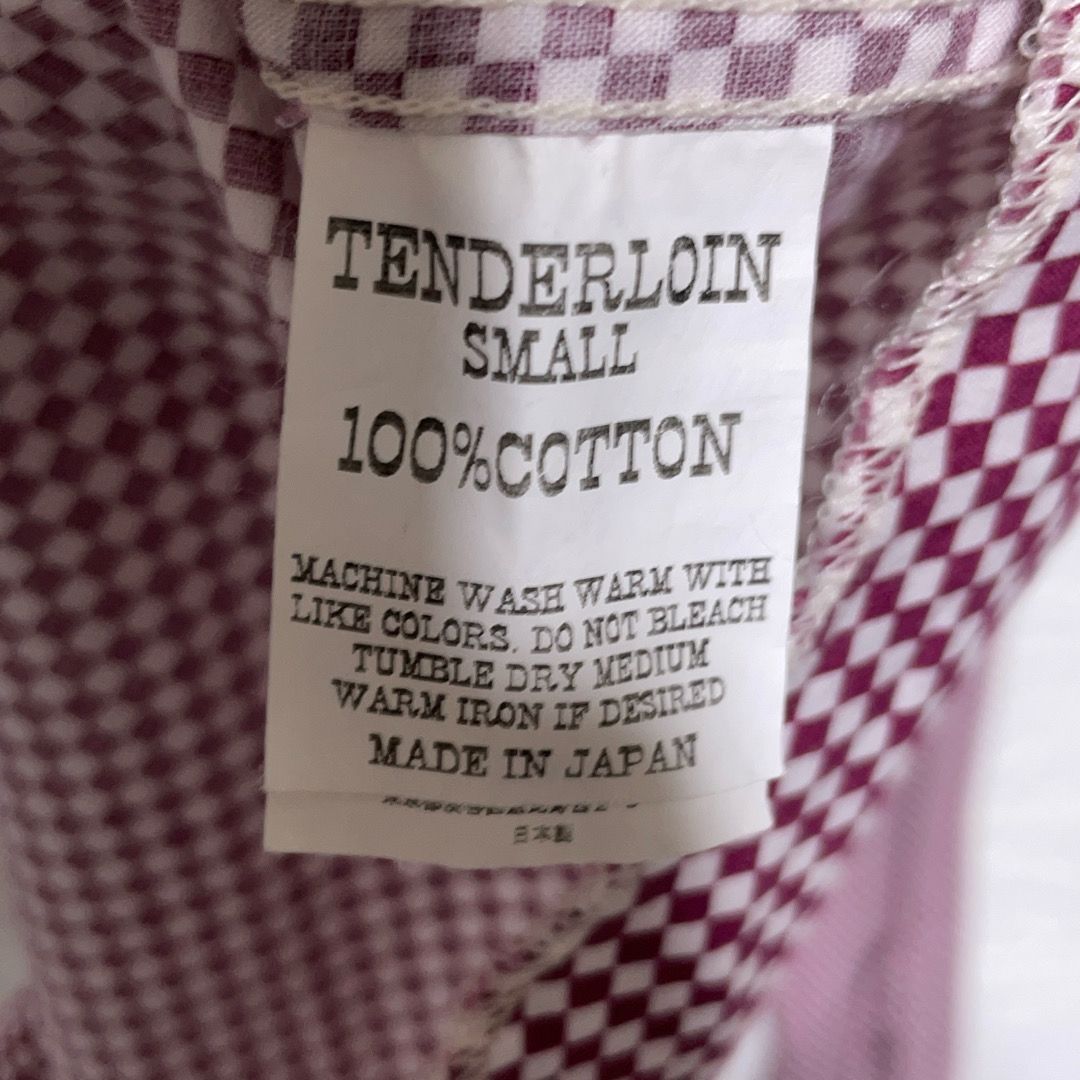 TENDERLOIN
SMALL
100%COTTON
MACHINE WASH WARM WITH
LIKE COLORS. DO NOT BLEACH
TUMBLE DRY MEDIUM
WARM IRON IF DESIRED
MADE IN JAPAN
日本製